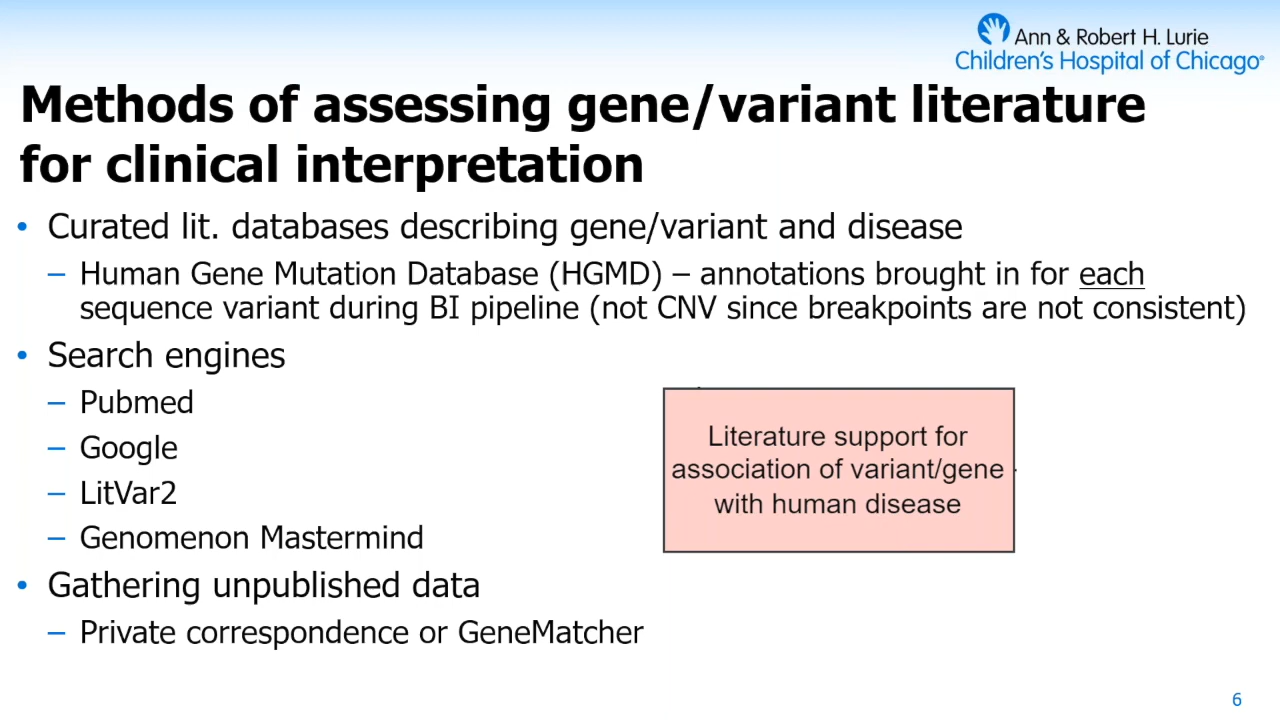 Ann & Robert H. Lurie
Children's Hospital of Chicago®
Methods of assessing gene/variant literature
for clinical interpretation
• Curated lit. databases describing gene/variant and disease
– Human Gene Mutation Database (HGMD) – annotations brought in for each
sequence variant during BI pipeline (not CNV since breakpoints are not consistent)
• Search engines
– Pubmed
– Google
– LitVar2
– Genomenon Mastermind
• Gathering unpublished data
– Private correspondence or GeneMatcher
Literature support for
association of variant/gene
with human disease
6